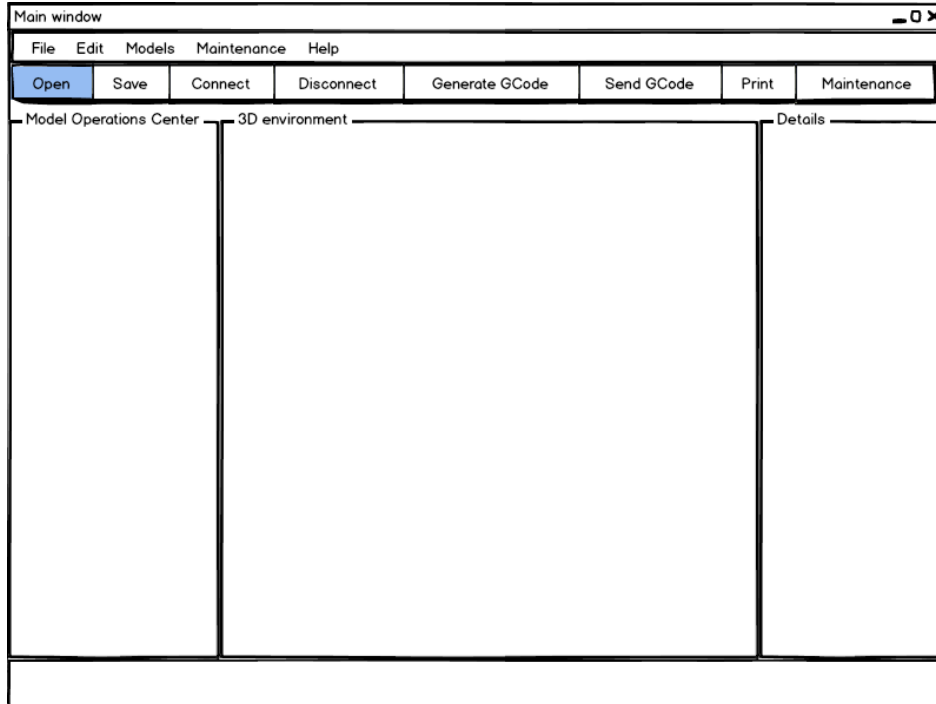 Main window
File Edit Models Maintenance Help
Open Save Connect Disconnect Generate GCode Send GCode Print Maintenance
Model Operations Center 3D environment Details